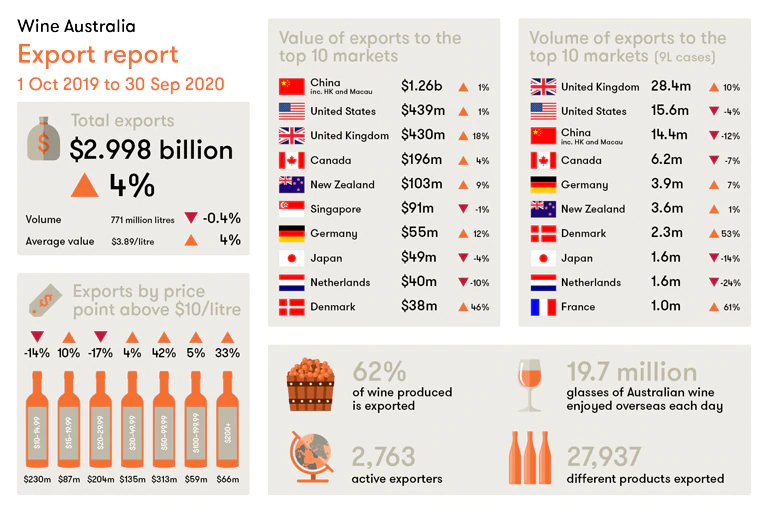 Wine Australia
Export report
1 Oct 2019 to 30 Sep 2020
Total exports
$2.998 billion
4%
Volume 771 million litres -0.4%
Average value $3.89/litre 4%
Exports by price
point above $10/litre
-14% 10% -17% 4% 42% 5% 33%
$10-14.99 $15-19.99 $20-29.99 $30-49.99 $50-99.99 $100-199.99 $200+
$230m $87m $204m $135m $313m $59m $66m
Value of exports to the
top 10 markets
China $1.26b 1%
inc. HK and Macau
United States $439m 1%
United Kingdom $430m 18%
Canada $196m 4%
New Zealand $103m 9%
Singapore $91m -1%
Germany $55m 12%
Japan $49m -4%
Netherlands $40m -10%
Denmark $38m 46%
Volume of exports to the
top 10 markets (9L cases)
United Kingdom 28.4m 10%
United States 15.6m -4%
China 14.4m -12%
inc. HK and Macau
Canada 6.2m -7%
Germany 3.9m 7%
New Zealand 3.6m 1%
Denmark 2.3m 53%
Japan 1.6m -14%
Netherlands 1.6m -24%
France 1.0m 61%
62%
of wine produced
is exported
19.7 million
glasses of Australian wine
enjoyed overseas each day
2,763
active exporters
27,937
different products exported